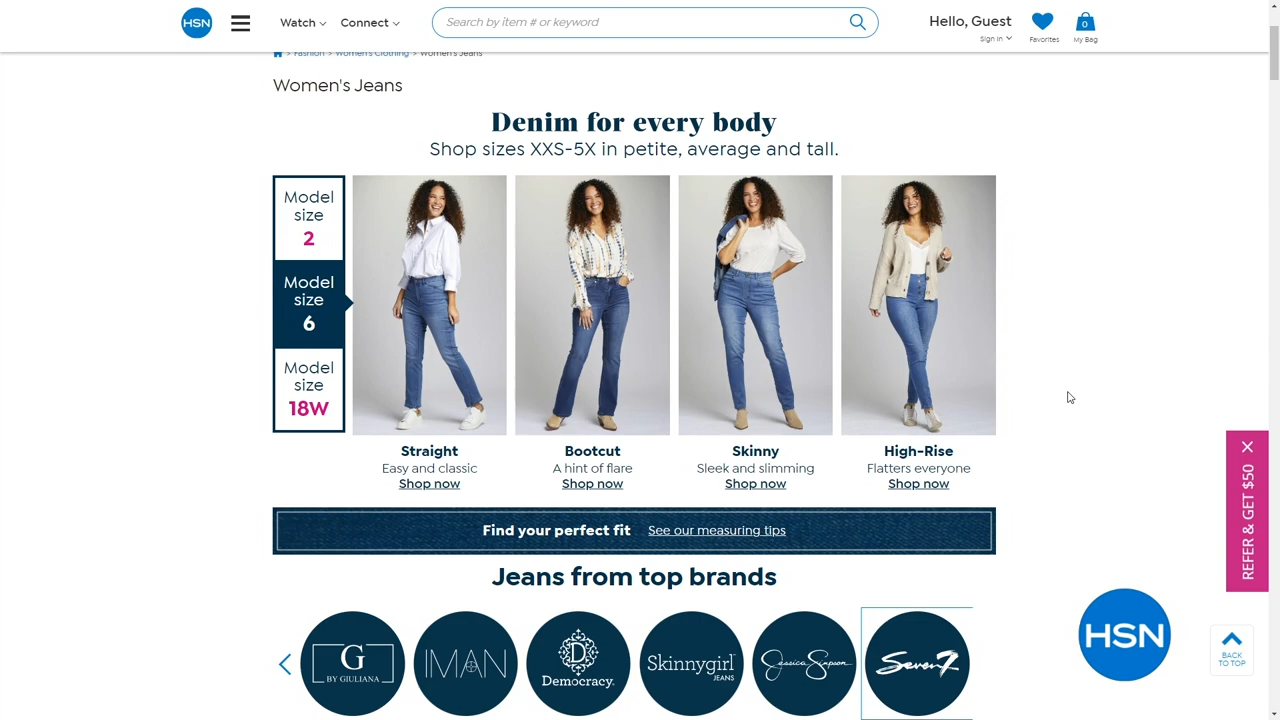 HSN
Watch
Connect
Search by item # or keyword
Hello, Guest
Sign In
Favorites
0
My Bag
> Fashion > Women's Clothing > Women's Jeans
Women's Jeans
Denim for every body
Shop sizes XXS-5X in petite, average and tall.
Model
size
2
Model
size
6
Model
size
18W
Straight
Easy and classic
Shop now
Bootcut
A hint of flare
Shop now
Skinny
Sleek and slimming
Shop now
High-Rise
Flatters everyone
Shop now
Find your perfect fit See our measuring tips
Jeans from top brands
G
BY GIULIANA
IMAN
D
Democracy.
Skinnygirl
JEANS
Jessica Simpson
Seven7
REFER & GET $50
HSN
BACK
TO TOP